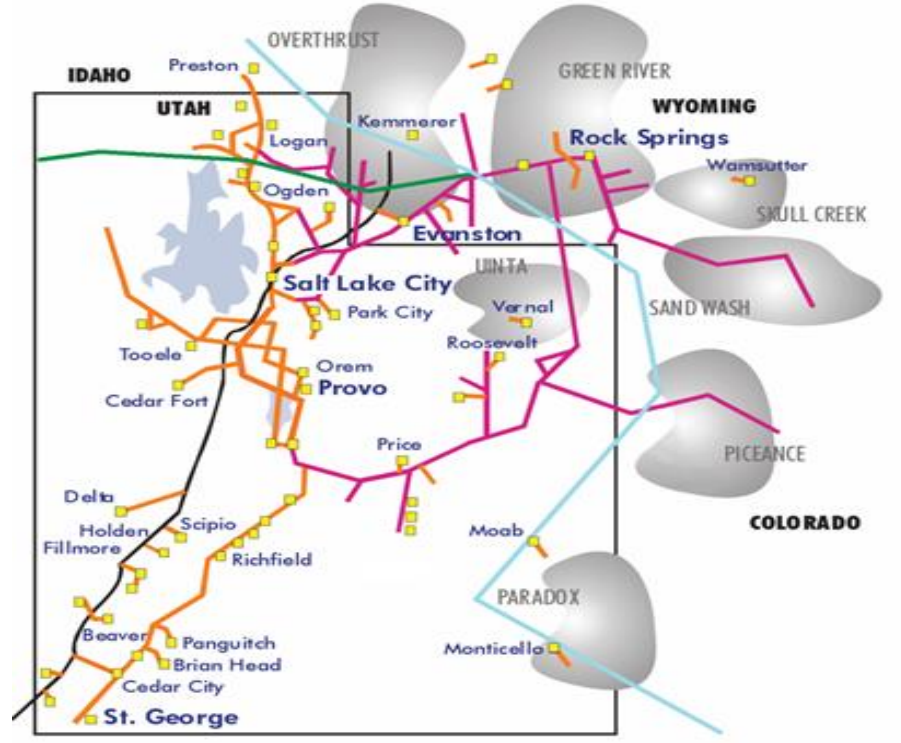 OVERTHRUST
Preston
IDAHO
GREEN RIVER
UTAH
WYOMING
Kemmerer
Logan
Rock Springs
Wamsutter
Ogden
SKULL CREEK
Evanston
UINTA
Salt Lake City
Vernal
SAND WASH
Park City
Roosevelt
Tooele
Orem
Provo
Cedar Fort
Price
PICEANCE
Delta
Scipio
Holden
Moab
COLORADO
Fillmore
Richfield
PARADOX
Beaver
Panguitch
Monticello
Brian Head
Cedar City
St. George